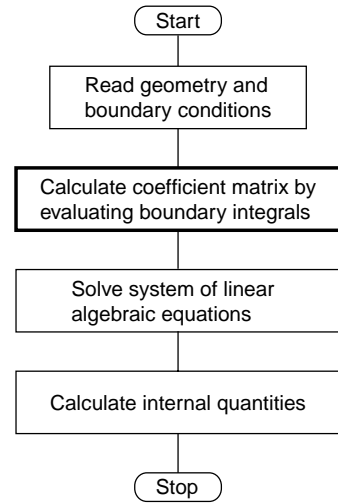 Start
Read geometry and
boundary conditions
Calculate coefficient matrix by
evaluating boundary integrals
Solve system of linear
algebraic equations
Calculate internal quantities
Stop